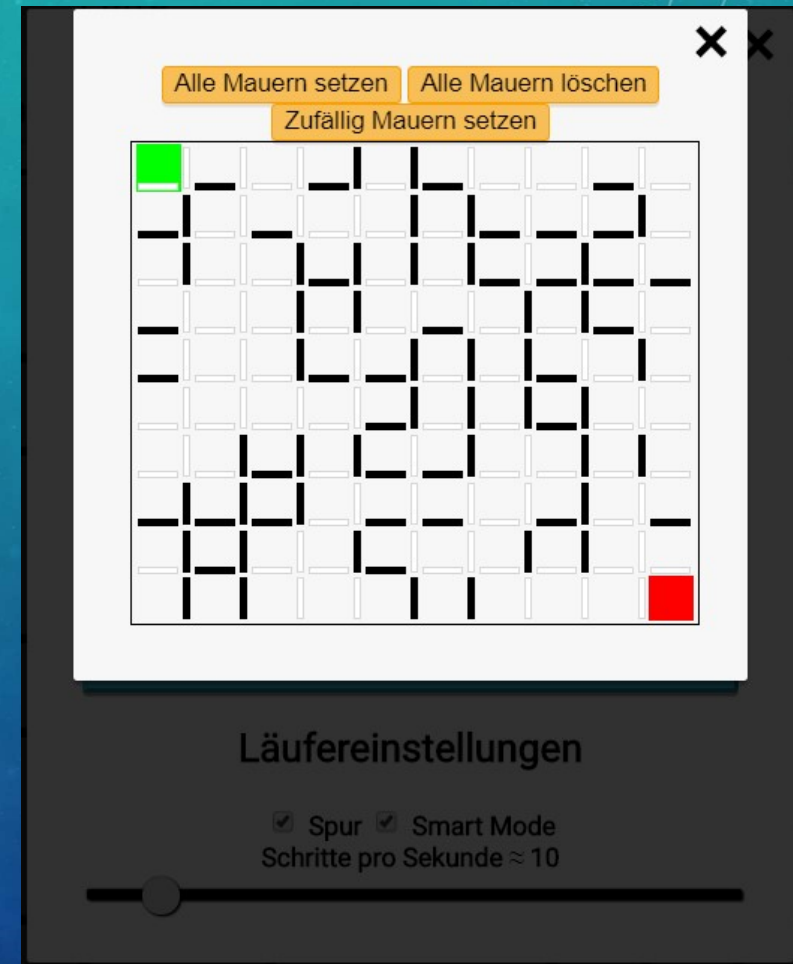 Alle Mauern setzen Alle Mauern löschen
Zufällig Mauern setzen
Läufereinstellungen
Spur Smart Mode
Schritte pro Sekunde ≈ 10